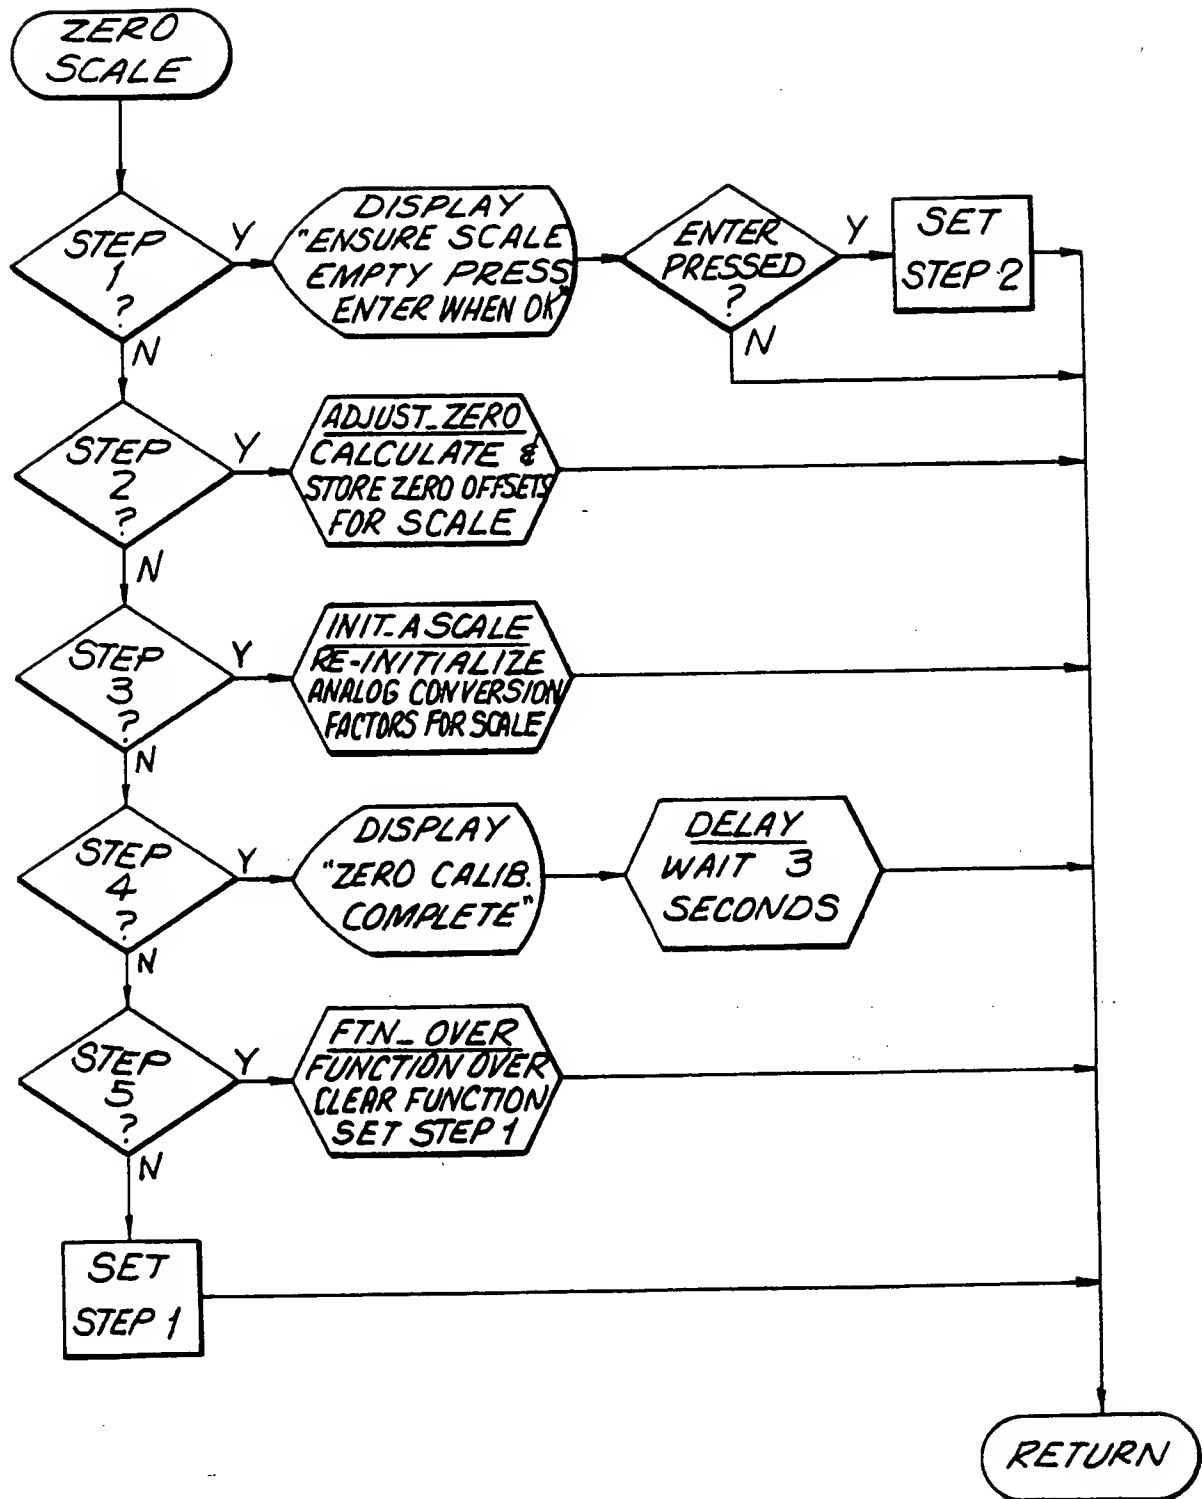 ZERO
SCALE
STEP
1
?
Y
DISPLAY
"ENSURE SCALE
EMPTY PRESS
ENTER WHEN OK"
ENTER
PRESSED
?
Y
SET
STEP 2
N
N
STEP
2
?
Y
ADJUST_ZERO
CALCULATE &
STORE ZERO OFFSETS
FOR SCALE
N
STEP
3
?
Y
INIT_ASCALE
RE-INITIALIZE
ANALOG CONVERSION
FACTORS FOR SCALE
N
STEP
4
?
Y
DISPLAY
"ZERO CALIB.
COMPLETE"
DELAY
WAIT 3
SECONDS
N
STEP
5
?
Y
FTN_OVER
FUNCTION OVER
CLEAR FUNCTION
SET STEP 1
N
SET
STEP 1
RETURN